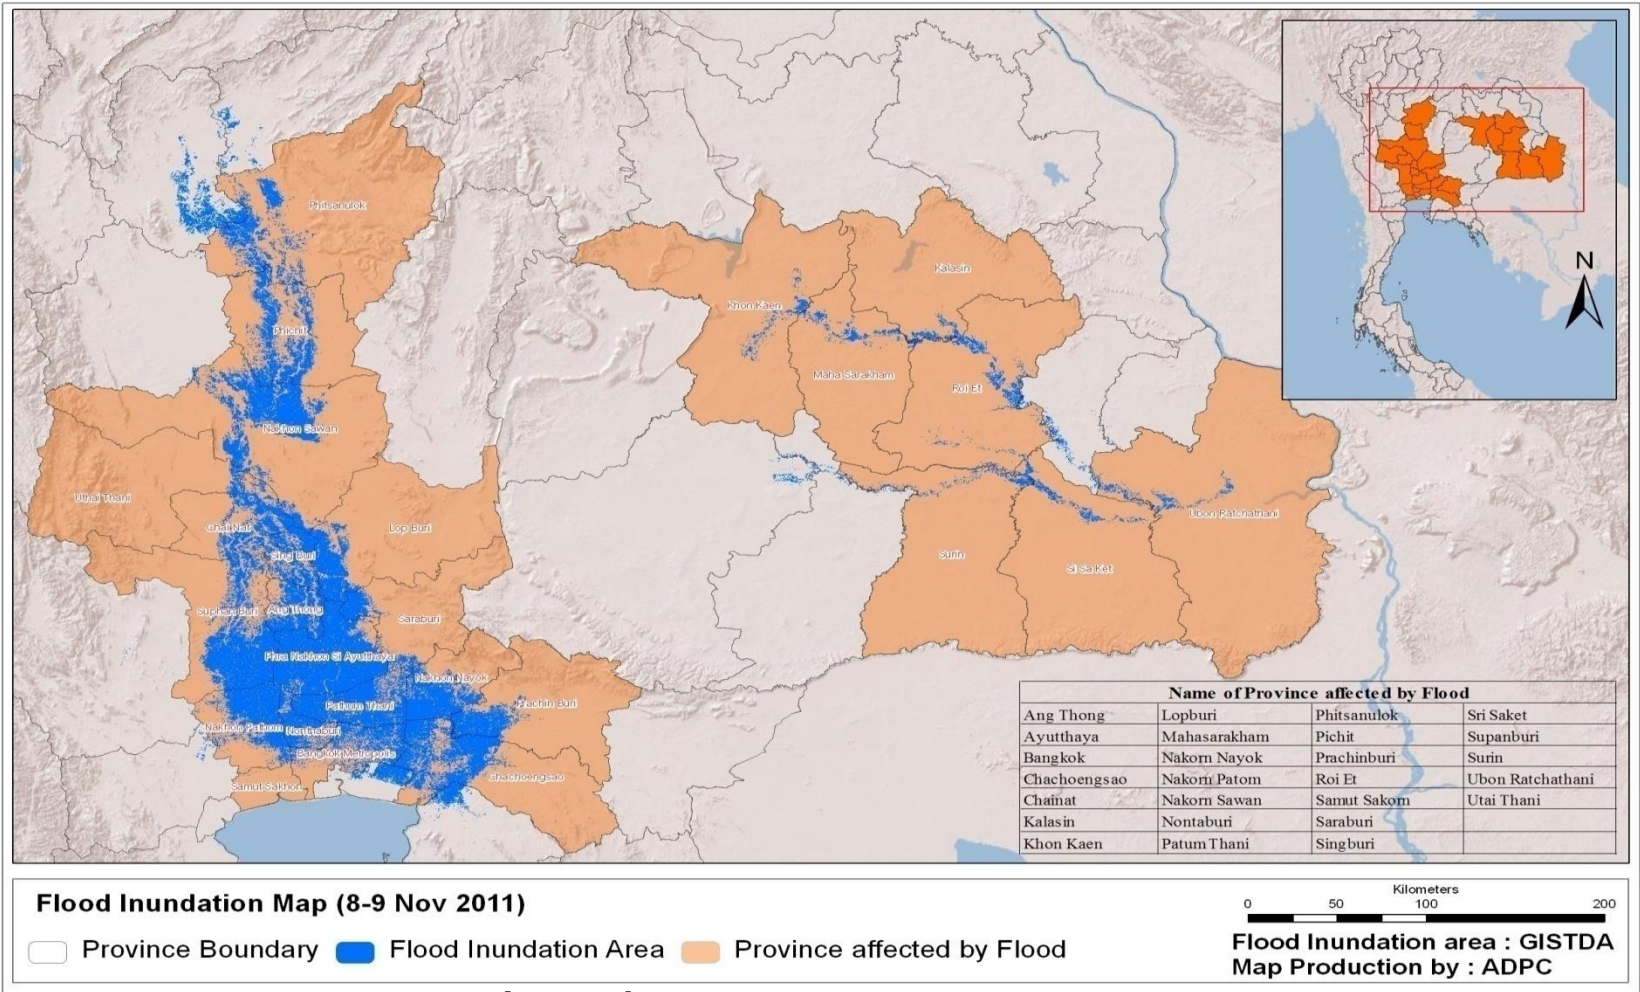 N
Phitsanulok
Kalasin
Khon Kaen
Phichit
Maha Sarakham
Roi Et
Nakhon Sawan
Uthai Thani
Chai Nat
Lop Buri
Ubon Ratchathani
Sing Buri
Surin
Si Sa Ket
Suphan Buri
Ang Thong
Saraburi
Phra Nakhon Si Ayutthaya
Nakhon Nayok
Pathum Thani
Prachin Buri
Nakhon Pathom
Nonthaburi
Bangkok Metropolis
Chachoengsao
Samut Sakhon
Name of Province affected by Flood
Ang Thong Lopburi Phitsanulok Sri Saket
Ayutthaya Mahasarakham Pichit Supanburi
Bangkok Nakorn Nayok Prachinburi Surin
Chachoengsao Nakorn Patom Roi Et Ubon Ratchathani
Chainat Nakorn Sawan Samut Sakorn Utai Thani
Kalasin Nontaburi Saraburi
Khon Kaen Patum Thani Singburi
Flood Inundation Map (8-9 Nov 2011)
Province Boundary Flood Inundation Area Province affected by Flood
Kilometers
0 50 100 200
Flood Inundation area : GISTDA
Map Production by : ADPC